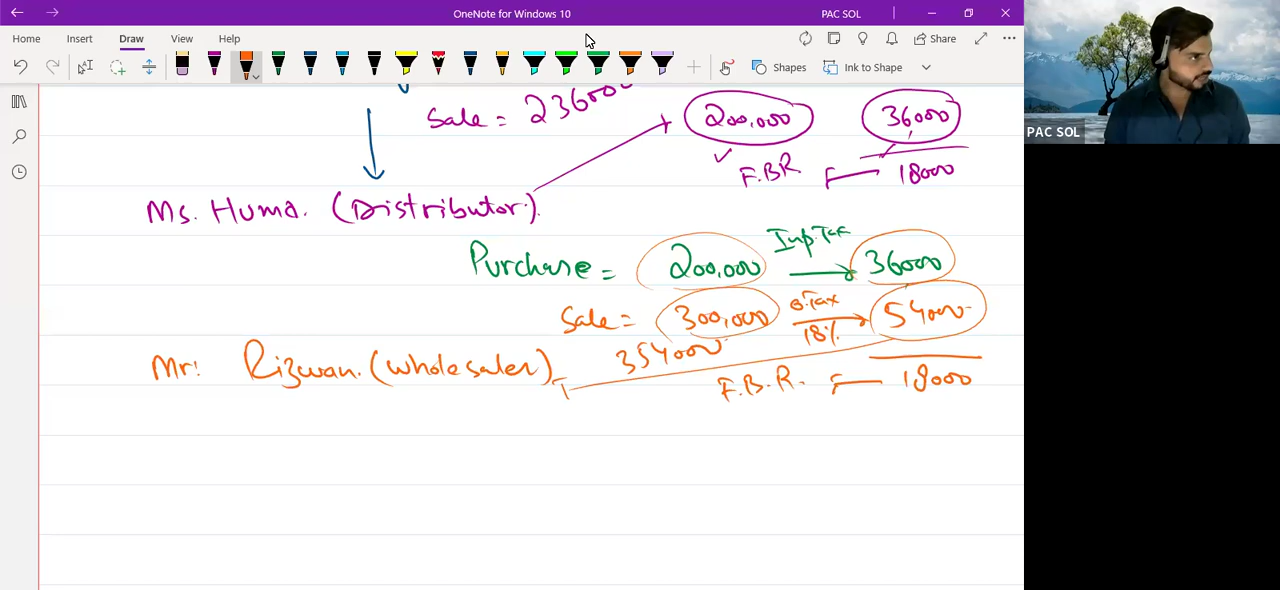 OneNote for Windows 10
PAC SOL
Home Insert Draw View Help
Share
Shapes Ink to Shape
Sale = 236000 200,000 36000
F.B.R 18000
Ms. Huma. (Distributor).
Inp.Tax
Purchase = 200,000 36000
O.Tax
Sale = 300,000 18% 54000
354000
Mr. Rizwan. (Wholesaler)
F.B.R. 18000
PAC SOL